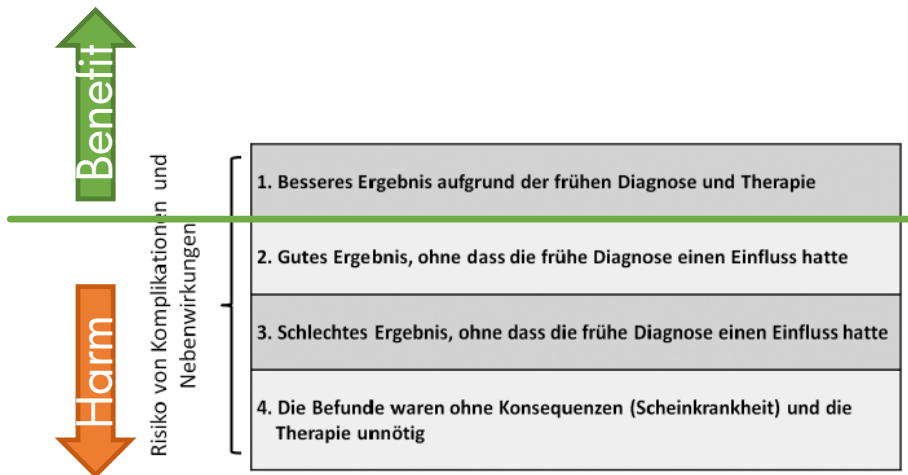 Benefit
Harm
Risiko von Komplikationen und
Nebenwirkungen
1. Besseres Ergebnis aufgrund der frühen Diagnose und Therapie
2. Gutes Ergebnis, ohne dass die frühe Diagnose einen Einfluss hatte
3. Schlechtes Ergebnis, ohne dass die frühe Diagnose einen Einfluss hatte
4. Die Befunde waren ohne Konsequenzen (Scheinkrankheit) und die
Therapie unnötig